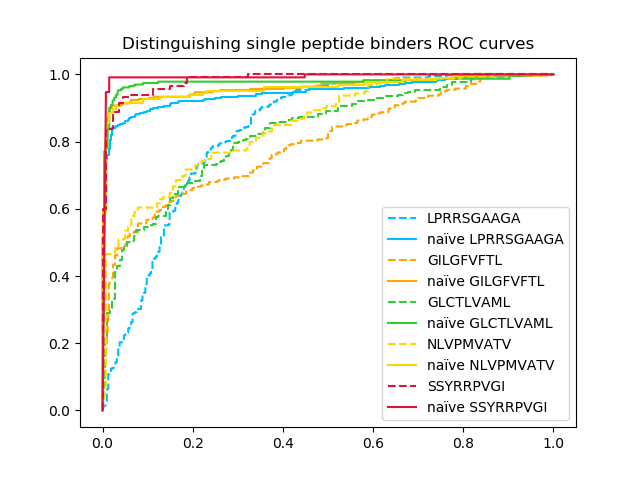 Distinguishing single peptide binders ROC curves
1.0
0.8
0.6
0.4
0.2
0.0
0.0 0.2 0.4 0.6 0.8 1.0
LPRRSGAAGA
naïve LPRRSGAAGA
GILGFVFTL
naïve GILGFVFTL
GLCTLVAML
naïve GLCTLVAML
NLVPMVATV
naïve NLVPMVATV
SSYRRPVGI
naïve SSYRRPVGI